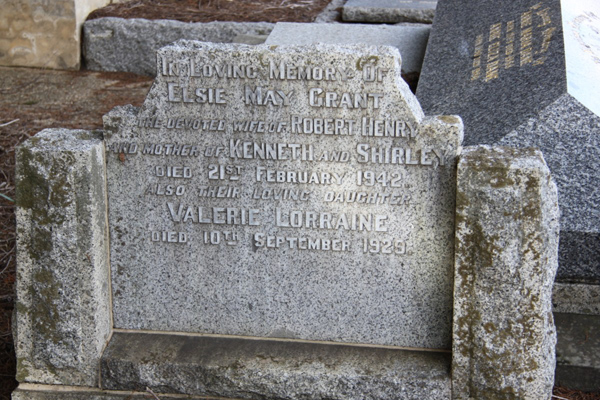 In Loving Memory Of
Elsie May Grant
The devoted wife of Robert Henry
and mother of Kenneth and Shirley
Died 21st February 1942.
Also their loving daughter
Valerie Lorraine
Died 10th September 1929.
IHS